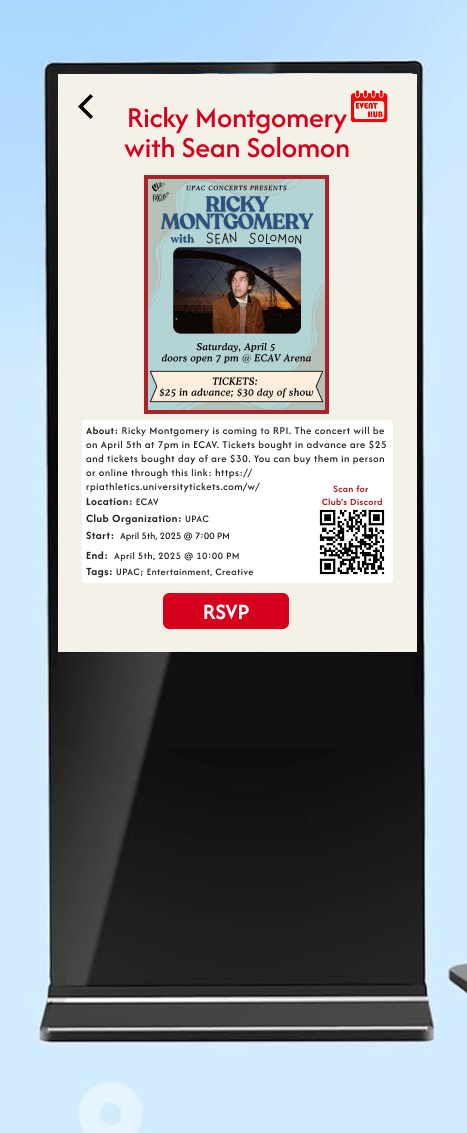 Ricky Montgomery
with Sean Solomon
EVENT
HUB
UPAC CONCERTS PRESENTS
RICKY
MONTGOMERY
with SEAN SOLOMON
Saturday, April 5
doors open 7 pm @ ECAV Arena
TICKETS:
$25 in advance; $30 day of show
About: Ricky Montgomery is coming to RPI. The concert will be
on April 5th at 7pm in ECAV. Tickets bought in advance are $25
and tickets bought day of are $30. You can buy them in person
or online through this link: https://
rpiathletics.universitytickets.com/w/
Location: ECAV
Club Organization: UPAC
Start: April 5th, 2025 @ 7:00 PM
End: April 5th, 2025 @ 10:00 PM
Tags: UPAC; Entertainment, Creative
Scan for
Club's Discord
RSVP